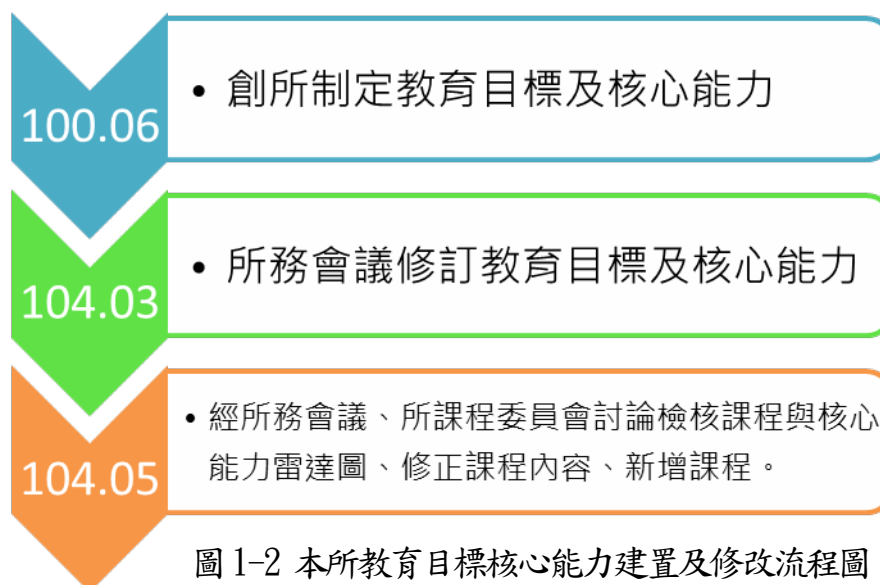 100.06
• 創所制定教育目標及核心能力
104.03
• 所務會議修訂教育目標及核心能力
104.05
• 經所務會議、所課程委員會討論檢核課程與核心
能力雷達圖、修正課程內容、新增課程。
圖 1-2 本所教育目標核心能力建置及修改流程圖